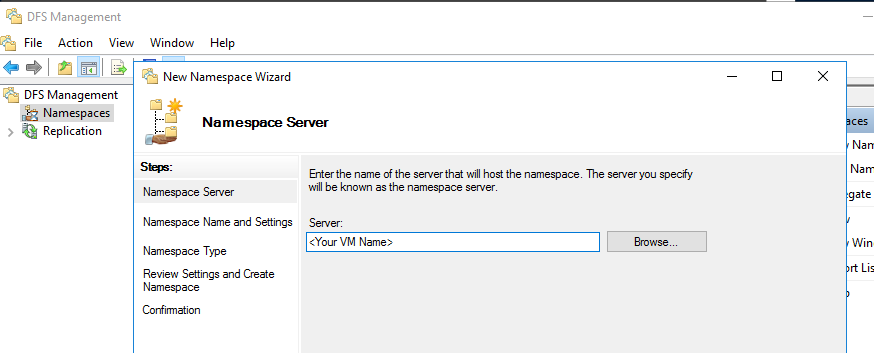 DFS Management
File Action View Window Help
DFS Management
Namespaces
Replication
New Namespace Wizard
Namespace Server
Steps:
Namespace Server
Namespace Name and Settings
Namespace Type
Review Settings and Create
Namespace
Confirmation
Enter the name of the server that will host the namespace. The server you specify
will be known as the namespace server.
Server:
<Your VM Name>
Browse...
aces
Nam
Nam
egate
Win
ort Lis